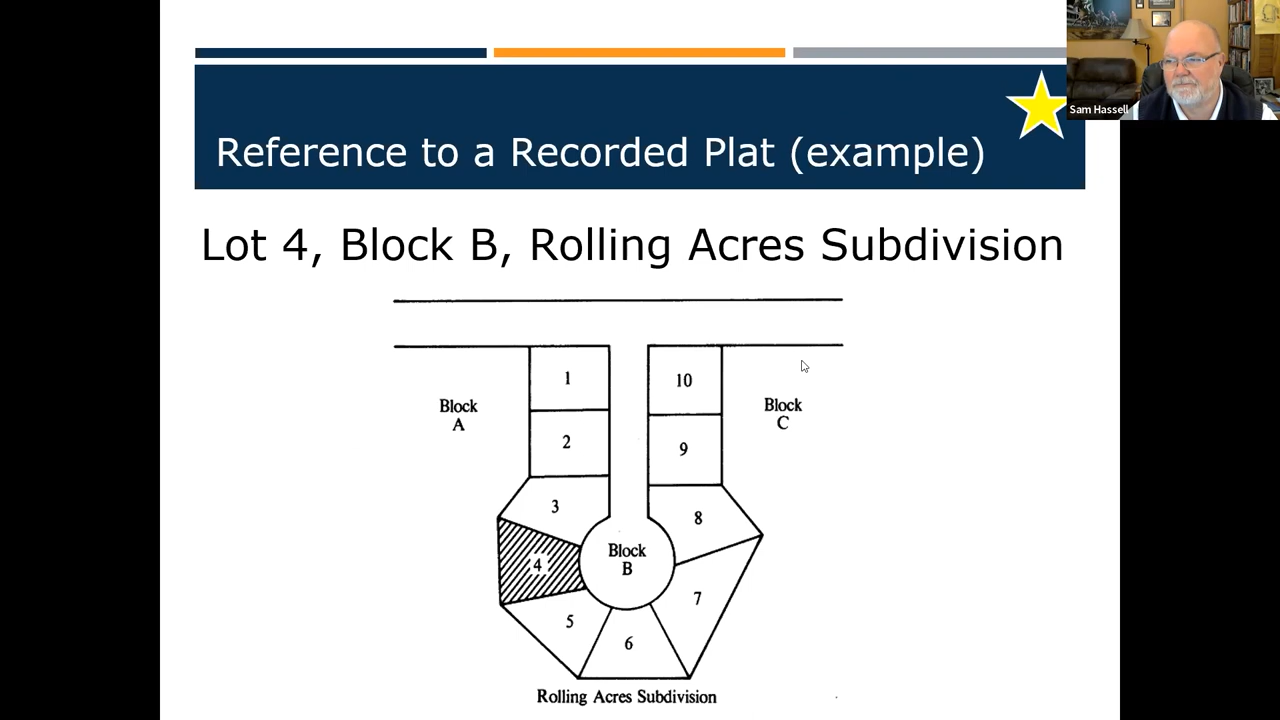 Sam Hassell
Reference to a Recorded Plat (example)
Lot 4, Block B, Rolling Acres Subdivision
1
10
Block
A
Block
C
2
9
3
8
4
Block
B
5
7
6
Rolling Acres Subdivision